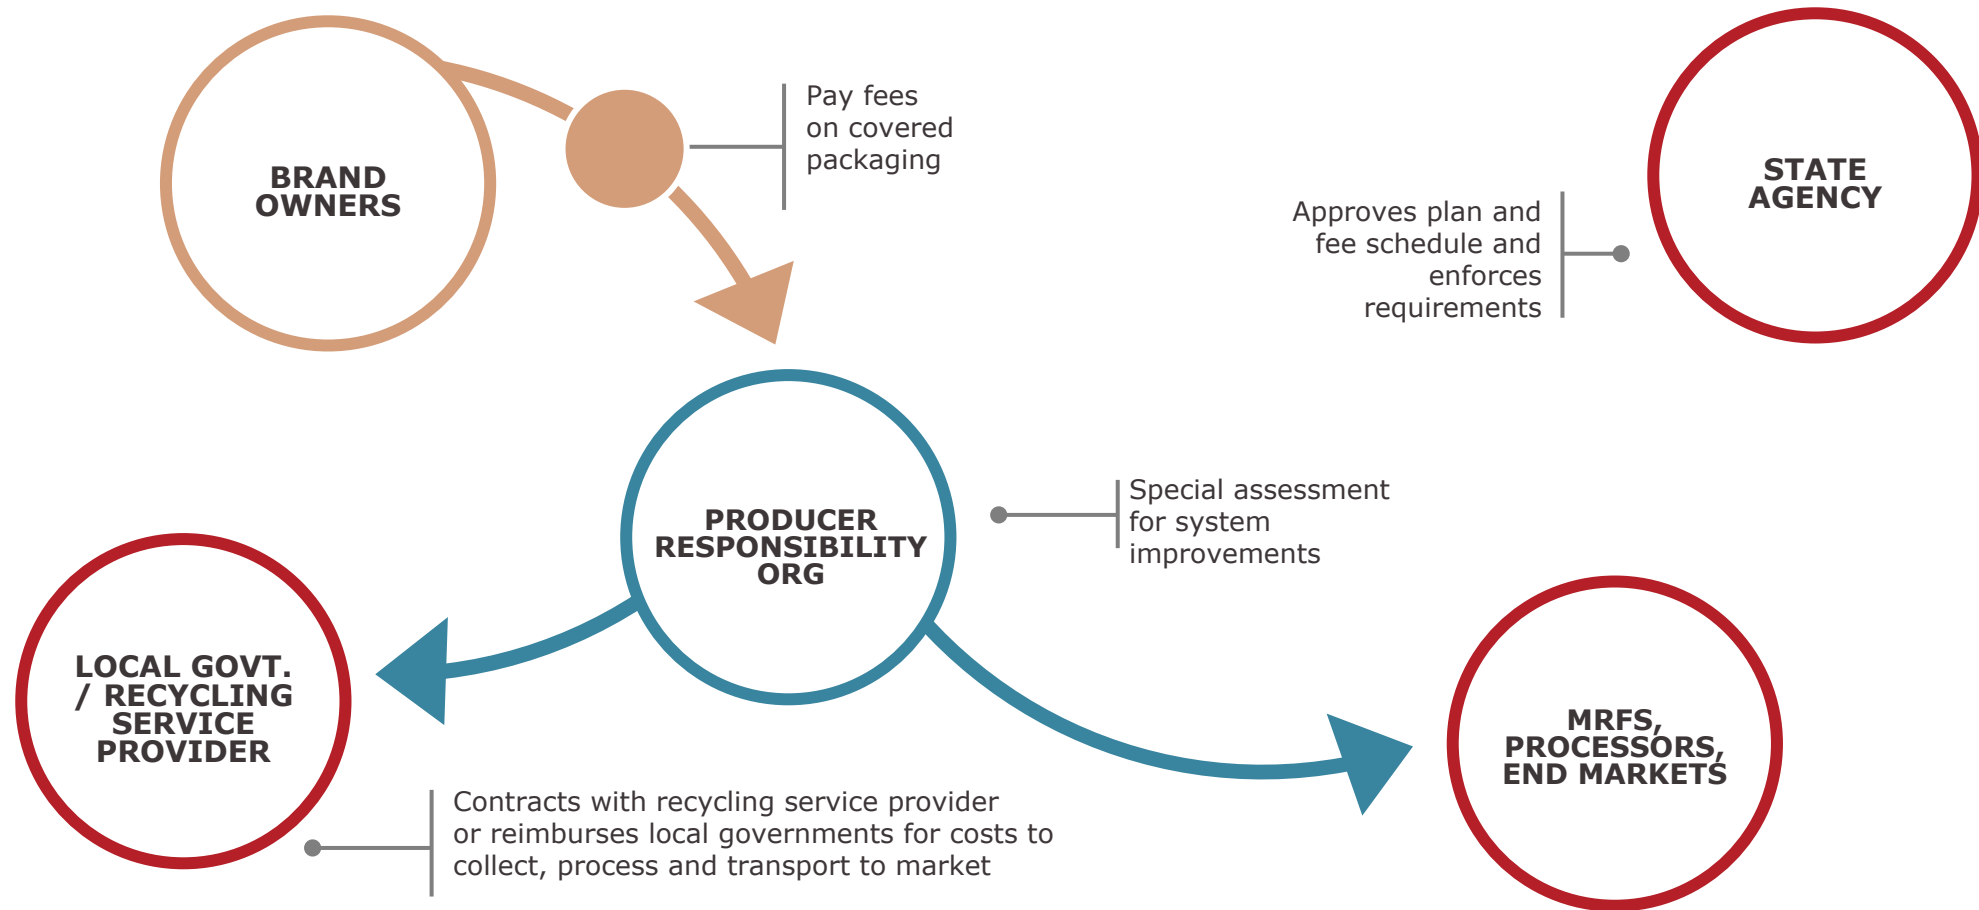 BRAND
OWNERS
Pay fees
on covered
packaging
STATE
AGENCY
Approves plan and
fee schedule and
enforces
requirements
PRODUCER
RESPONSIBILITY
ORG
Special assessment
for system
improvements
LOCAL GOVT.
/ RECYCLING
SERVICE
PROVIDER
MRFS,
PROCESSORS,
END MARKETS
Contracts with recycling service provider
or reimburses local governments for costs to
collect, process and transport to market